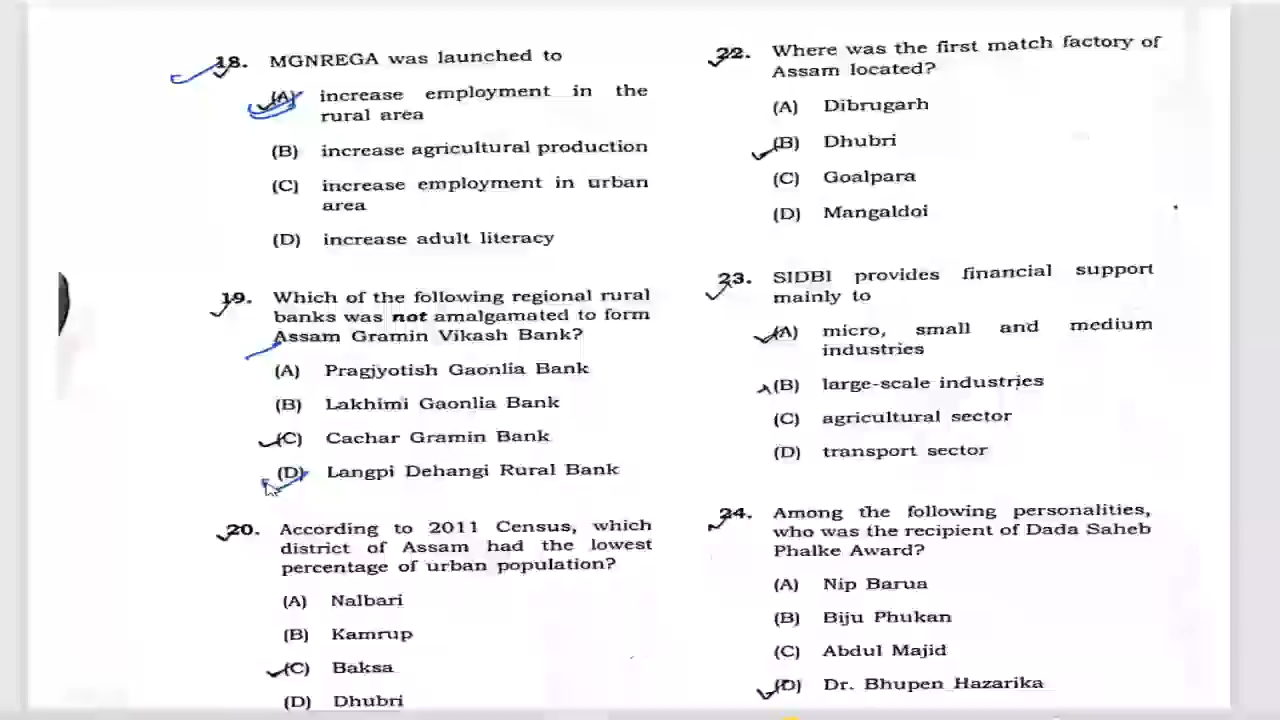 18. MGNREGA was launched to
(A) increase employment in the
rural area
(B) increase agricultural production
(C) increase employment in urban
area
(D) increase adult literacy
19. Which of the following regional rural
banks was not amalgamated to form
Assam Gramin Vikash Bank?
(A) Pragjyotish Gaonlia Bank
(B) Lakhimi Gaonlia Bank
(C) Cachar Gramin Bank
(D) Langpi Dehangi Rural Bank
20. According to 2011 Census, which
district of Assam had the lowest
percentage of urban population?
(A) Nalbari
(B) Kamrup
(C) Baksa
(D) Dhubri
22. Where was the first match factory of
Assam located?
(A) Dibrugarh
(B) Dhubri
(C) Goalpara
(D) Mangaldoi
23. SIDBI provides financial support
mainly to
(A) micro, small and medium
industries
(B) large-scale industries
(C) agricultural sector
(D) transport sector
24. Among the following personalities,
who was the recipient of Dada Saheb
Phalke Award?
(A) Nip Barua
(B) Biju Phukan
(C) Abdul Majid
(D) Dr. Bhupen Hazarika